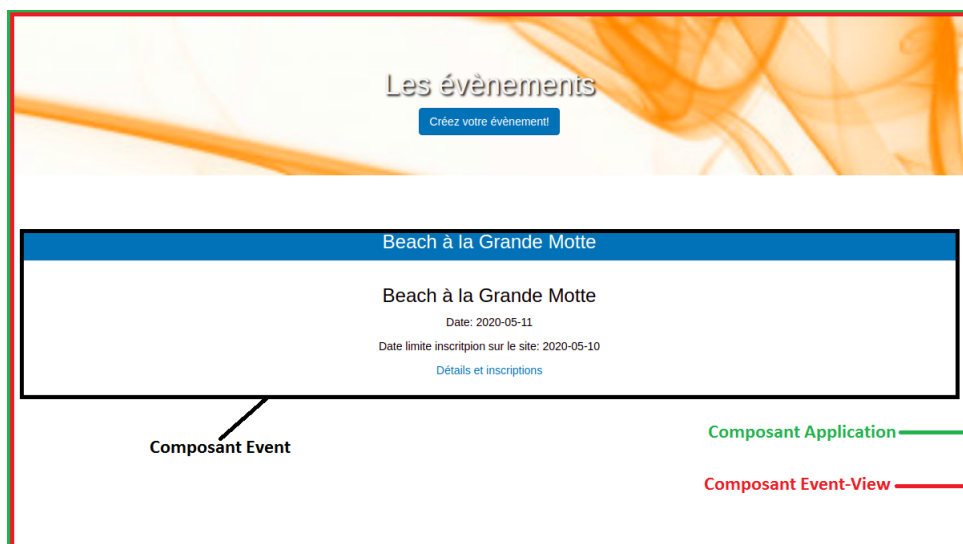 Les évènements
Créez votre évènement!
Beach à la Grande Motte
Beach à la Grande Motte
Date: 2020-05-11
Date limite inscritpion sur le site: 2020-05-10
Détails et inscriptions
Composant Event
Composant Application
Composant Event-View